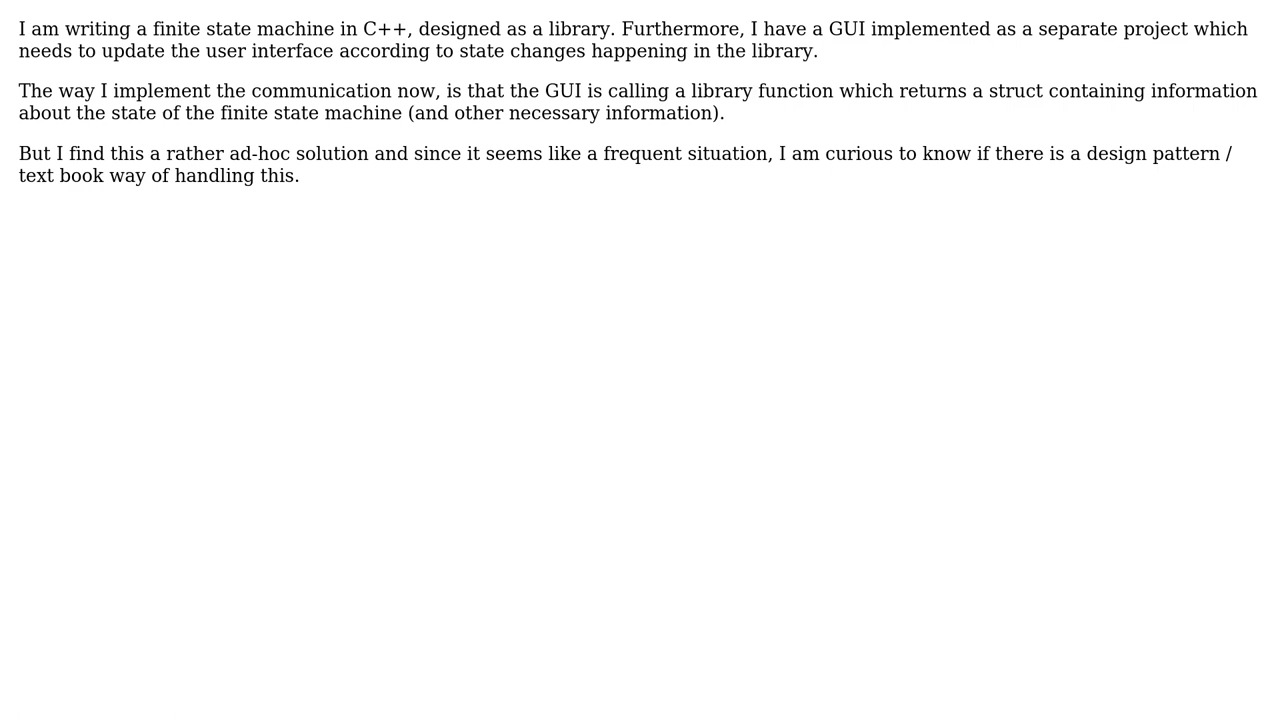 I am writing a finite state machine in C++, designed as a library. Furthermore, I have a GUI implemented as a separate project which
needs to update the user interface according to state changes happening in the library.
The way I implement the communication now, is that the GUI is calling a library function which returns a struct containing information
about the state of the finite state machine (and other necessary information).
But I find this a rather ad-hoc solution and since it seems like a frequent situation, I am curious to know if there is a design pattern /
text book way of handling this.